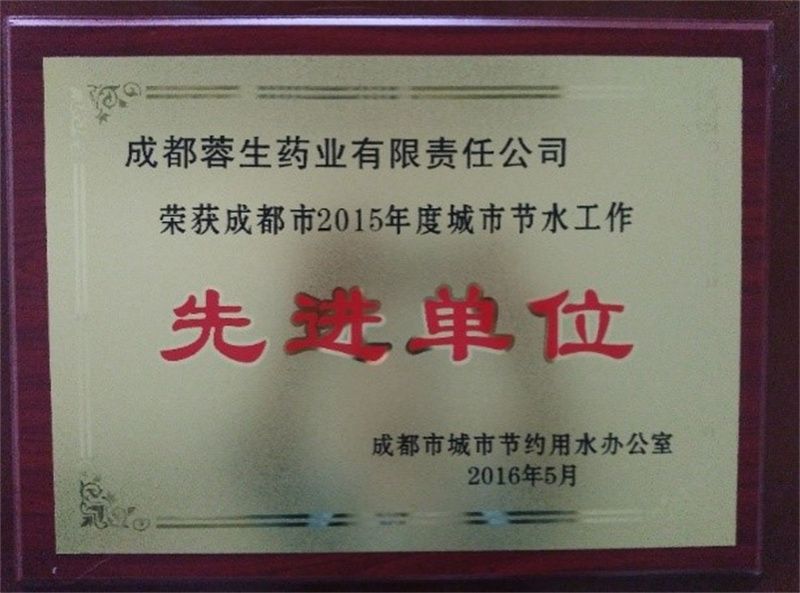 成都蓉生药业有限责任公司
荣获成都市2015年度城市节水工作
先进单位
成都市城市节约用水办公室
2016年5月